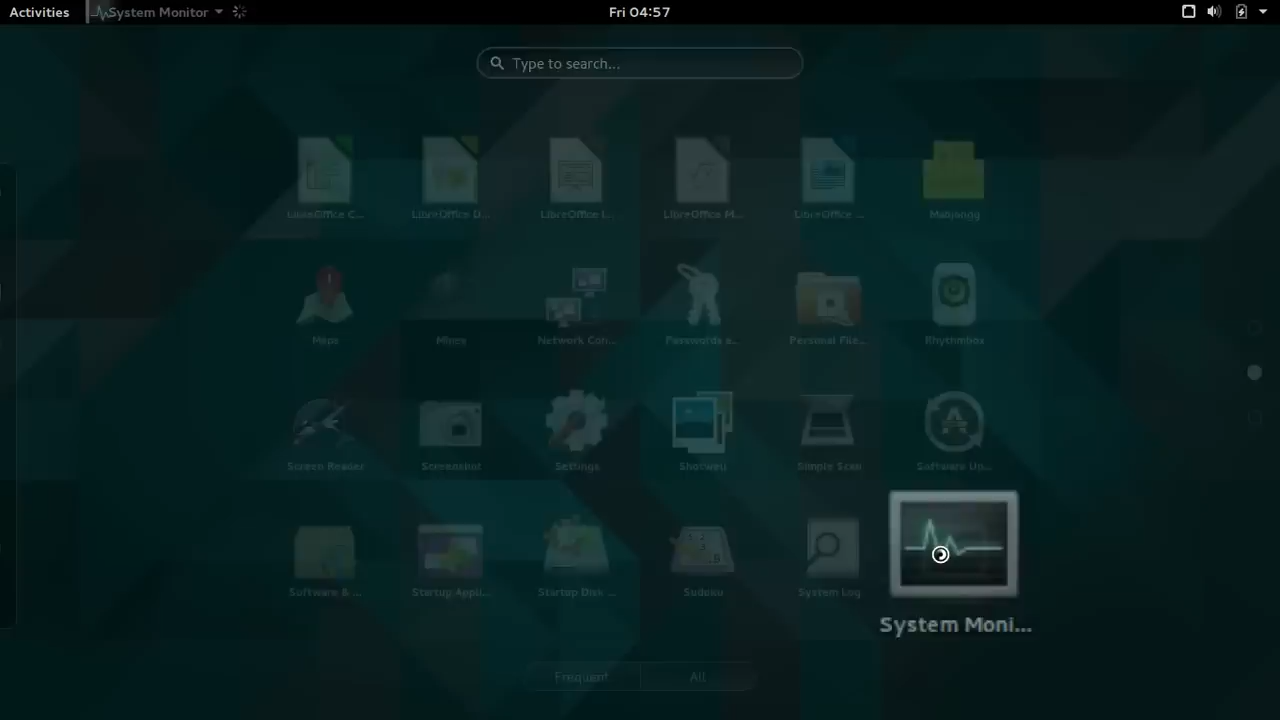 Activities System Monitor Fri 04:57
Type to search...
LibreOffice C... LibreOffice D... LibreOffice I... LibreOffice M... LibreOffice ... Mahjongg
Maps Mines Network Con... Passwords a... Personal File... Rhythmbox
Screen Reader Screenshot Settings Shotwell Simple Scan Software Up...
Software & ... Startup Appli... Startup Disk ... Sudoku System Log System Moni...
Frequent All